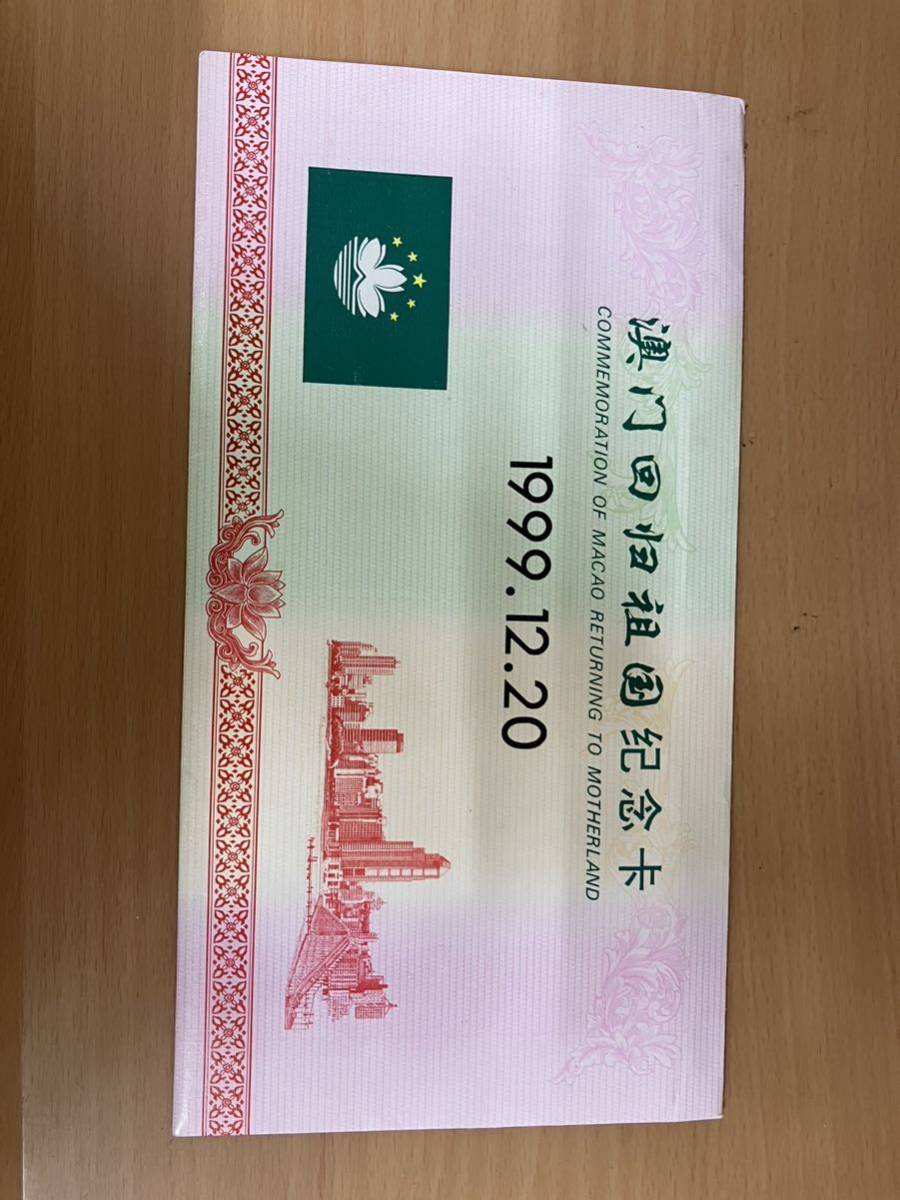 澳门回归祖国纪念卡
COMMEMORATION OF MACAO RETURNING TO MOTHERLAND
1999.12.20